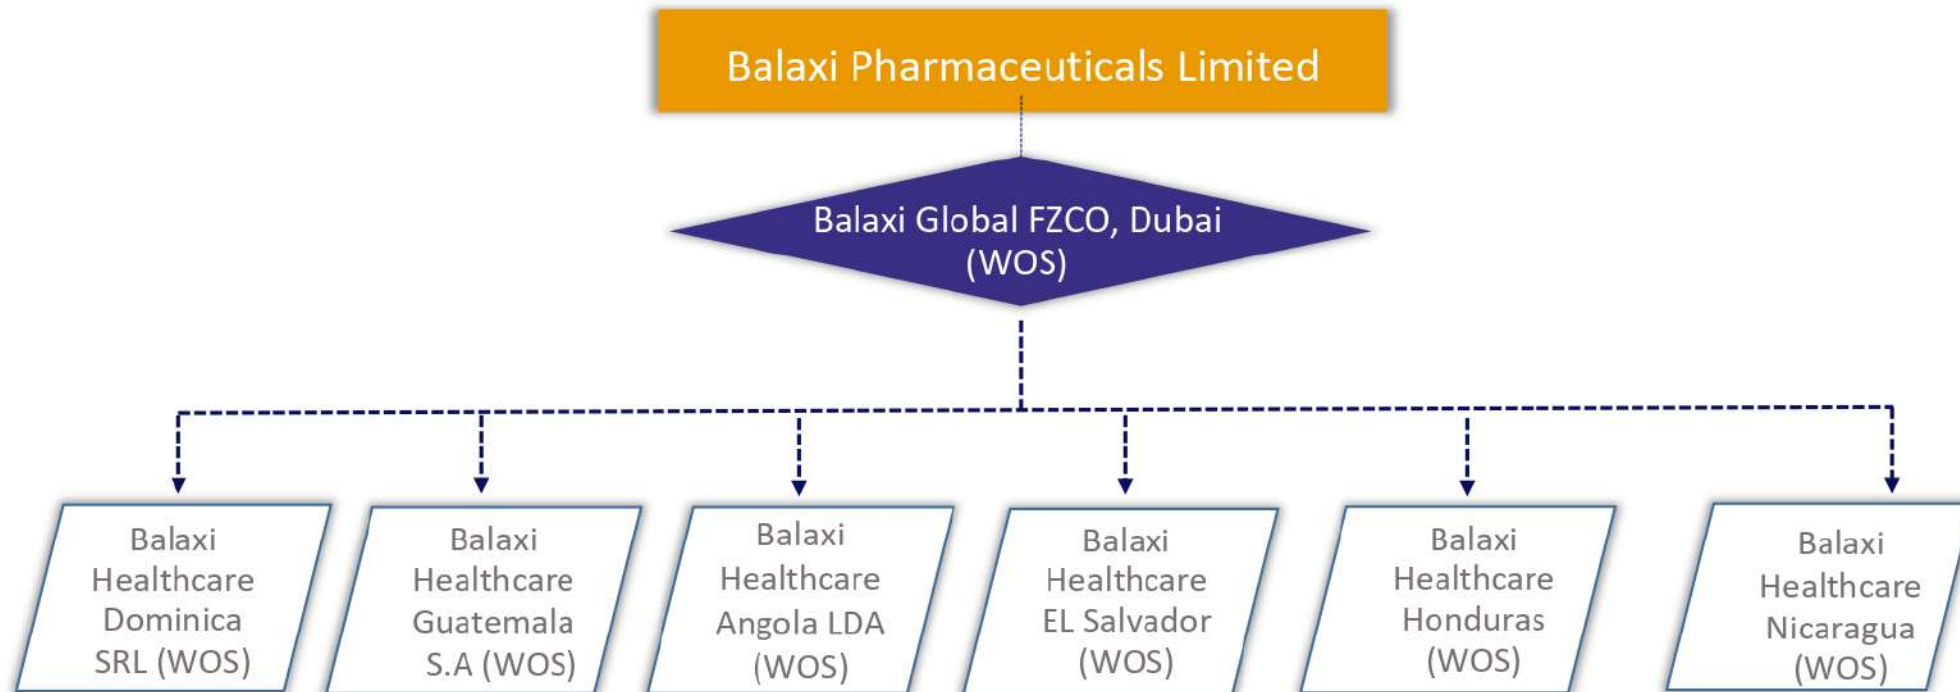 Balaxi Pharmaceuticals Limited
Balaxi Global FZCO, Dubai
(WOS)
Balaxi
Healthcare
Dominica
SRL (WOS)
Balaxi
Healthcare
Guatemala
S.A (WOS)
Balaxi
Healthcare
Angola LDA
(WOS)
Balaxi
Healthcare
EL Salvador
(WOS)
Balaxi
Healthcare
Honduras
(WOS)
Balaxi
Healthcare
Nicaragua
(WOS)